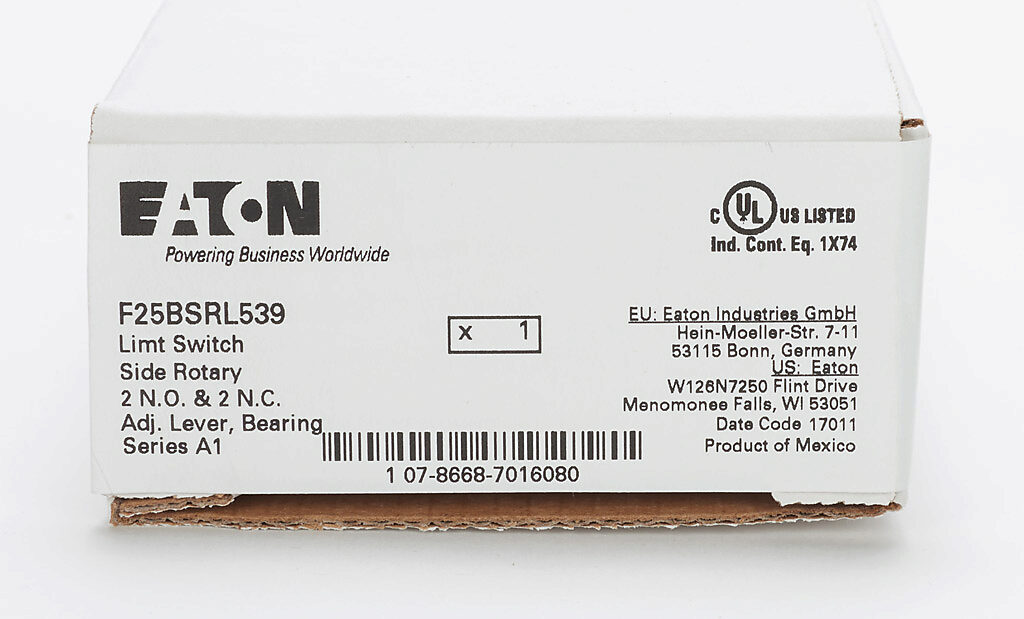 EATON
Powering Business Worldwide
C UL US LISTED
Ind. Cont. Eq. 1X74
F25BSRL539
Limt Switch
Side Rotary
2 N.O. & 2 N.C.
Adj. Lever, Bearing
Series A1
x 1
EU: Eaton Industries GmbH
Hein-Moeller-Str. 7-11
53115 Bonn, Germany
US: Eaton
W126N7250 Flint Drive
Menomonee Falls, WI 53051
Date Code 17011
Product of Mexico
1 07-8668-7016080